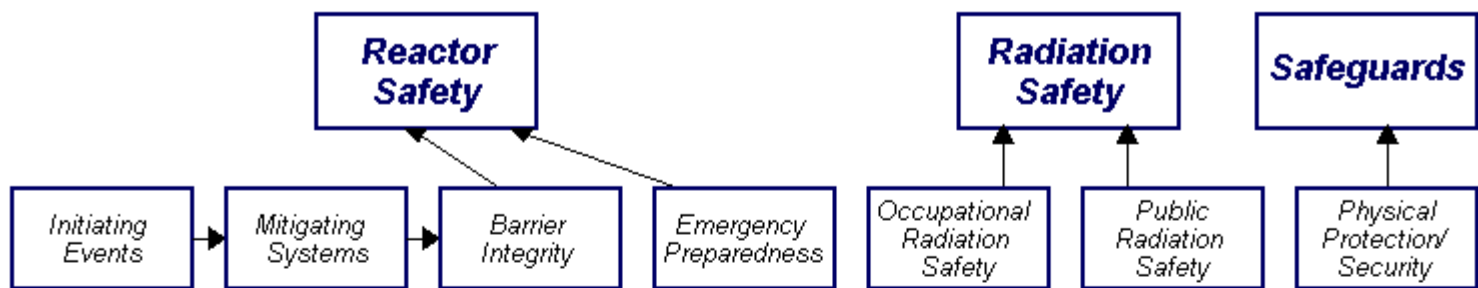 Reactor
Safety
Radiation
Safety
Safeguards
Initiating
Events
Mitigating
Systems
Barrier
Integrity
Emergency
Preparedness
Occupational
Radiation
Safety
Public
Radiation
Safety
Physical
Protection/
Security